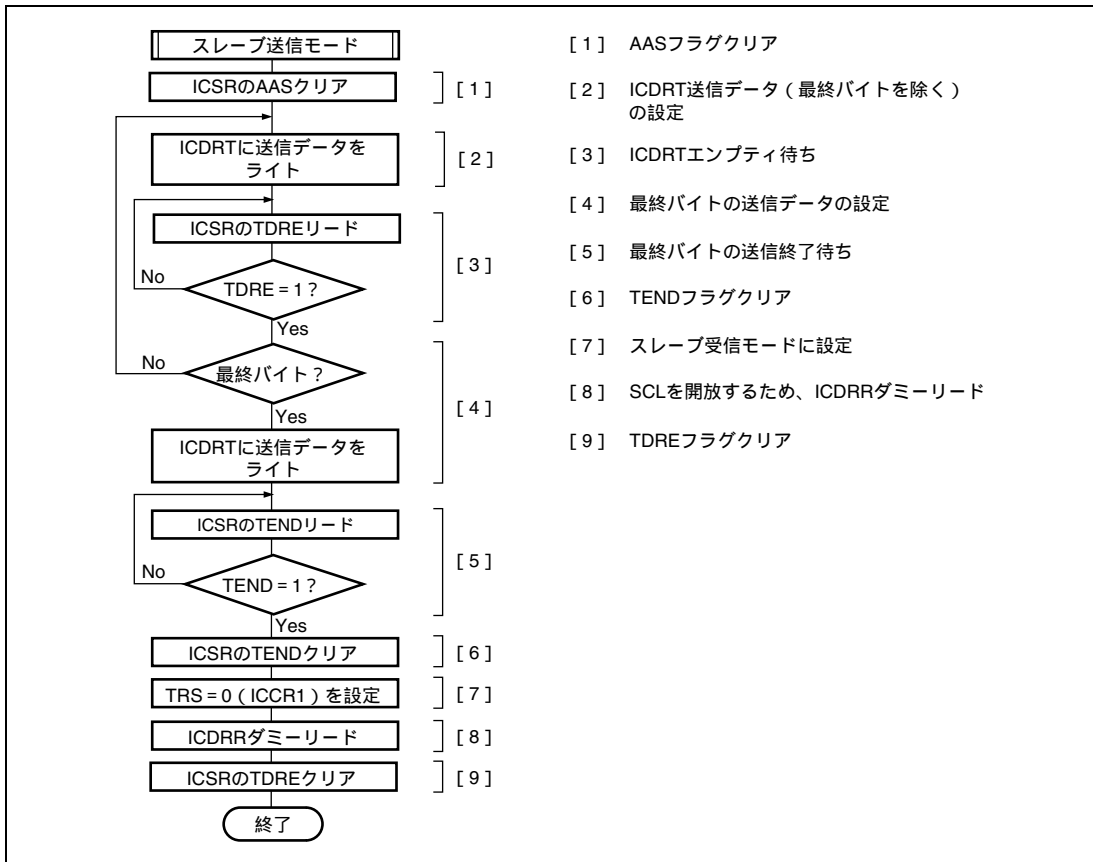 スレーブ送信モード
ICSRのAASクリア
[1]
ICDRTに送信データを
ライト
[2]
ICSRのTDREリード
[3]
No
TDRE=1?
Yes
No
最終バイト?
[4]
Yes
ICDRTに送信データを
ライト
ICSRのTENDリード
[5]
No
TEND=1?
Yes
ICSRのTENDクリア
[6]
TRS=0(ICCR1)を設定
[7]
ICDRRダミーリード
[8]
ICSRのTDREクリア
[9]
終了
[1] AASフラグクリア
[2] ICDRT送信データ(最終バイトを除く)
の設定
[3] ICDRTエンプティ待ち
[4] 最終バイトの送信データの設定
[5] 最終バイトの送信終了待ち
[6] TENDフラグクリア
[7] スレーブ受信モードに設定
[8] SCLを開放するため、ICDRRダミーリード
[9] TDREフラグクリア